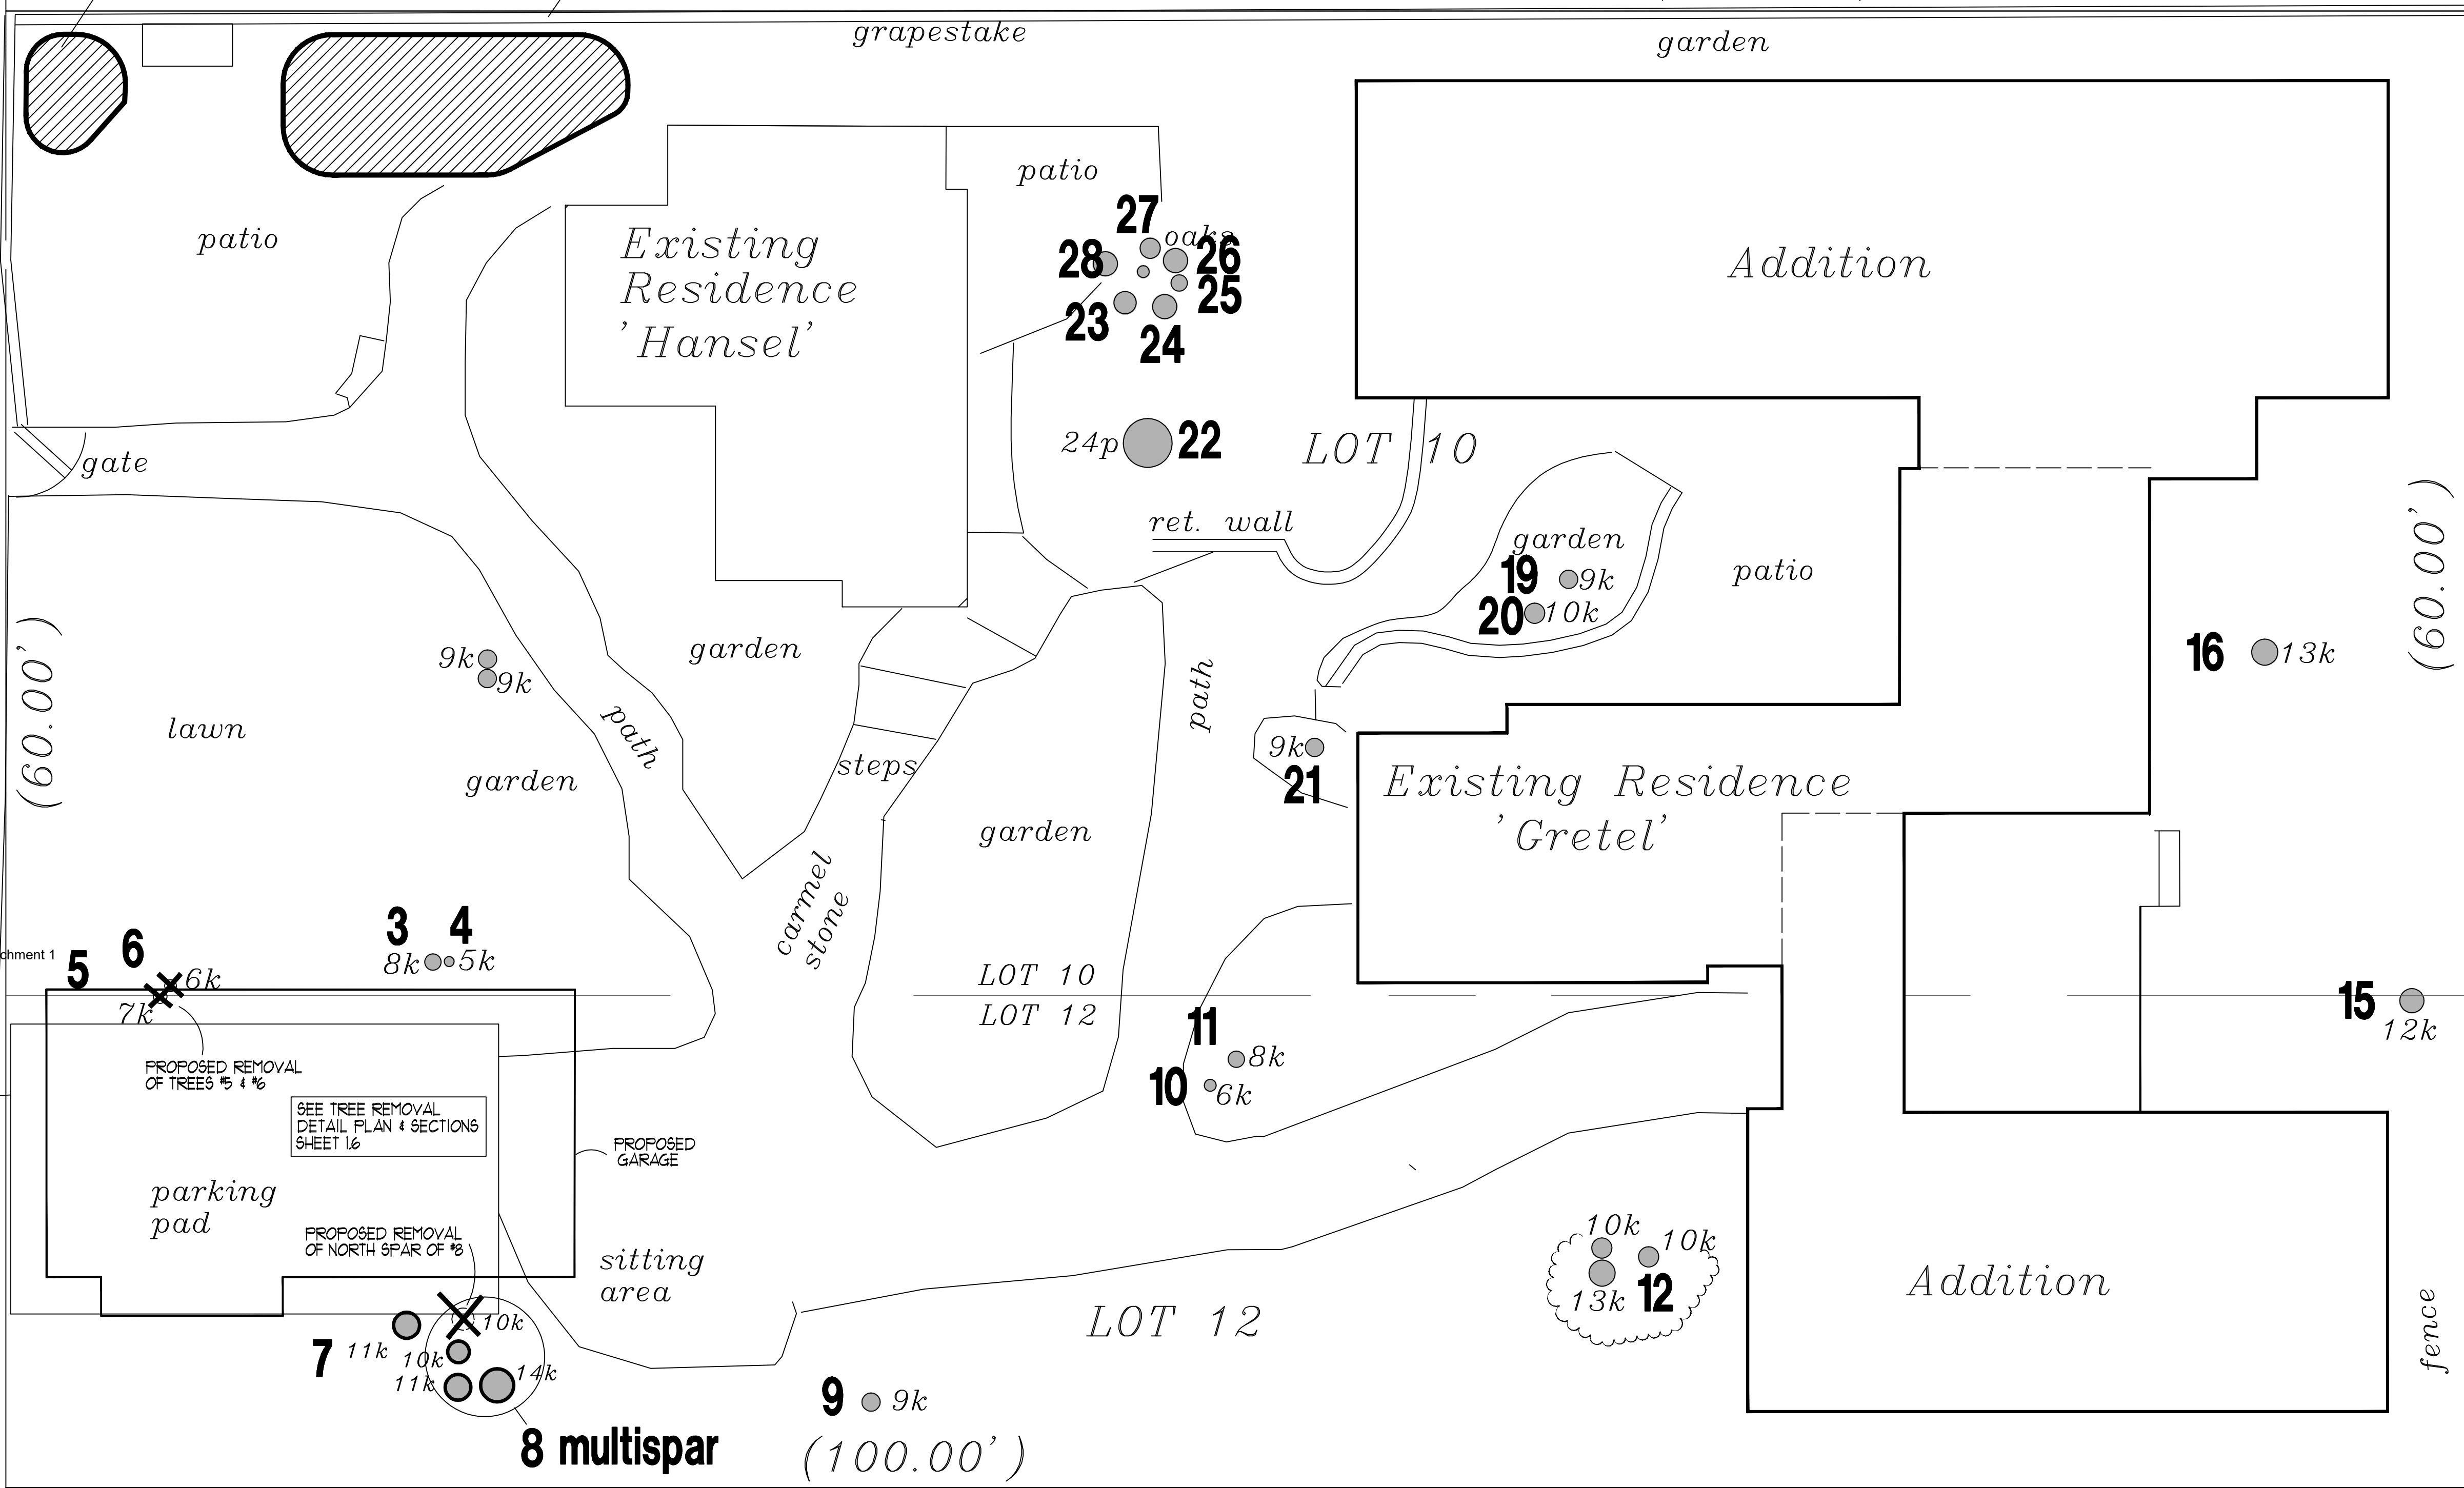 grapestake
garden
patio
27
oaks
28
26
25
23
24
patio
Existing
Residence
'Hansel'
Addition
24p
22
LOT 10
gate
ret. wall
garden
19
9k
20
10k
patio
(60.00')
16
13k
(60.00')
9k
9k
garden
path
path
lawn
garden
steps
9k
21
Existing Residence
'Gretel'
garden
carmel
stone
3
4
8k
5k
chment 1
5
6
6k
7k
LOT 10
LOT 12
11
8k
10
6k
15
12k
PROPOSED REMOVAL
OF TREES #5 & #6
SEE TREE REMOVAL
DETAIL PLAN & SECTIONS
SHEET 1.6
PROPOSED
GARAGE
parking
pad
PROPOSED REMOVAL
OF NORTH SPAR OF #8
sitting
area
10k
10k
13k
12
Addition
fence
LOT 12
10k
7
11k
10k
11k
14k
8 multispar
9
9k
(100.00')